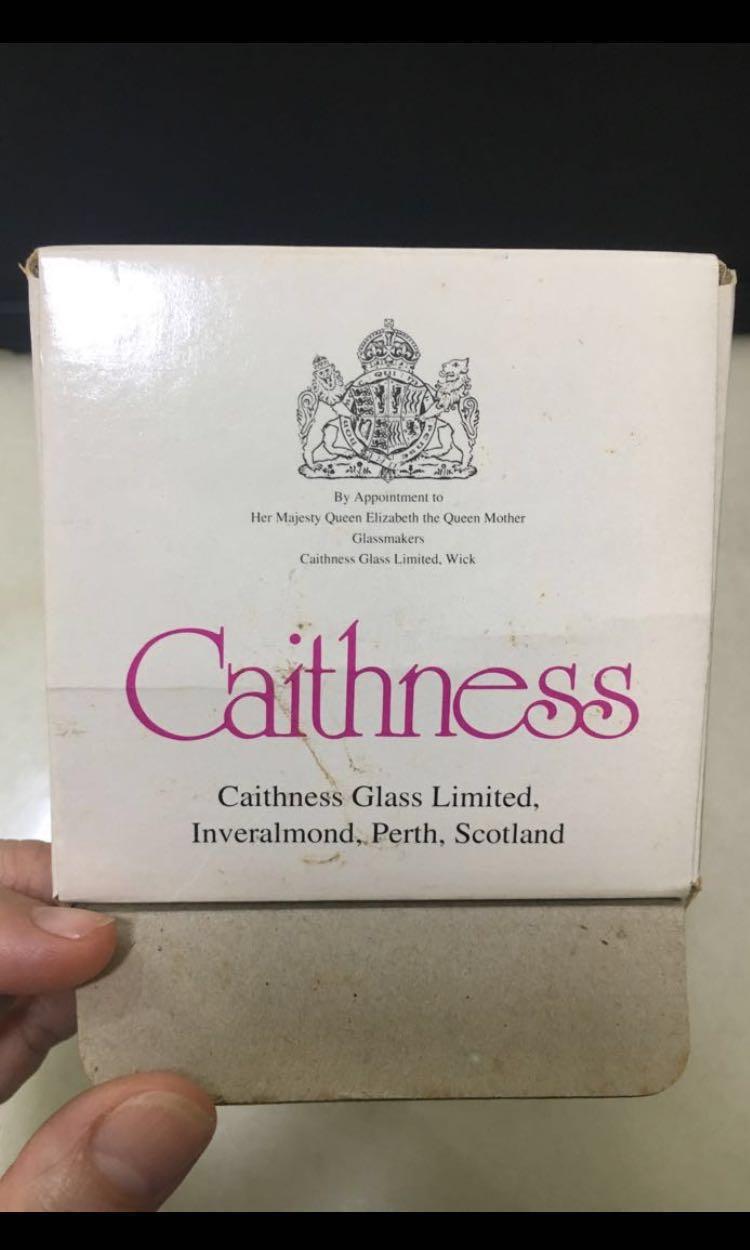 By Appointment to
Her Majesty Queen Elizabeth the Queen Mother
Glassmakers
Caithness Glass Limited, Wick
Caithness
Caithness Glass Limited,
Inveralmond, Perth, Scotland